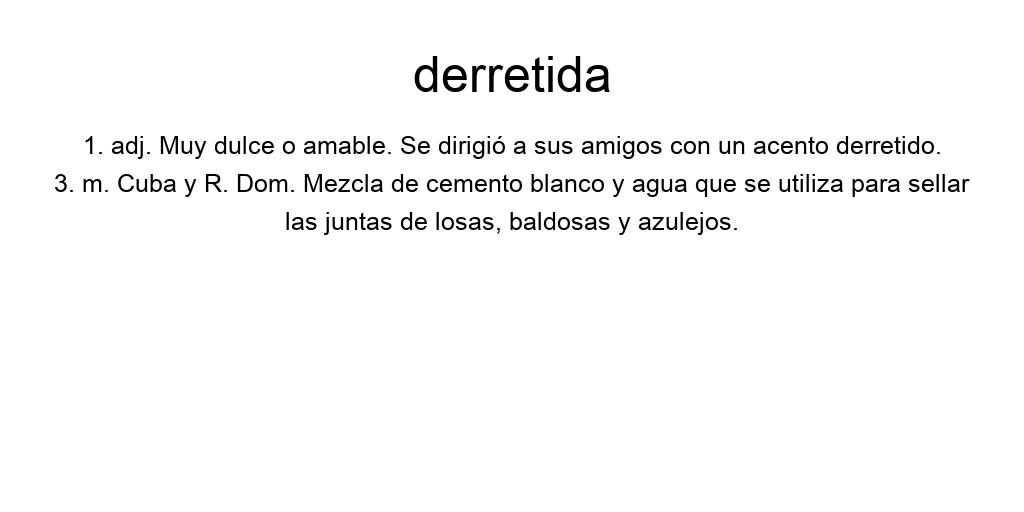 derretida
1. adj. Muy dulce o amable. Se dirigió a sus amigos con un acento derretido.
3. m. Cuba y R. Dom. Mezcla de cemento blanco y agua que se utiliza para sellar
las juntas de losas, baldosas y azulejos.